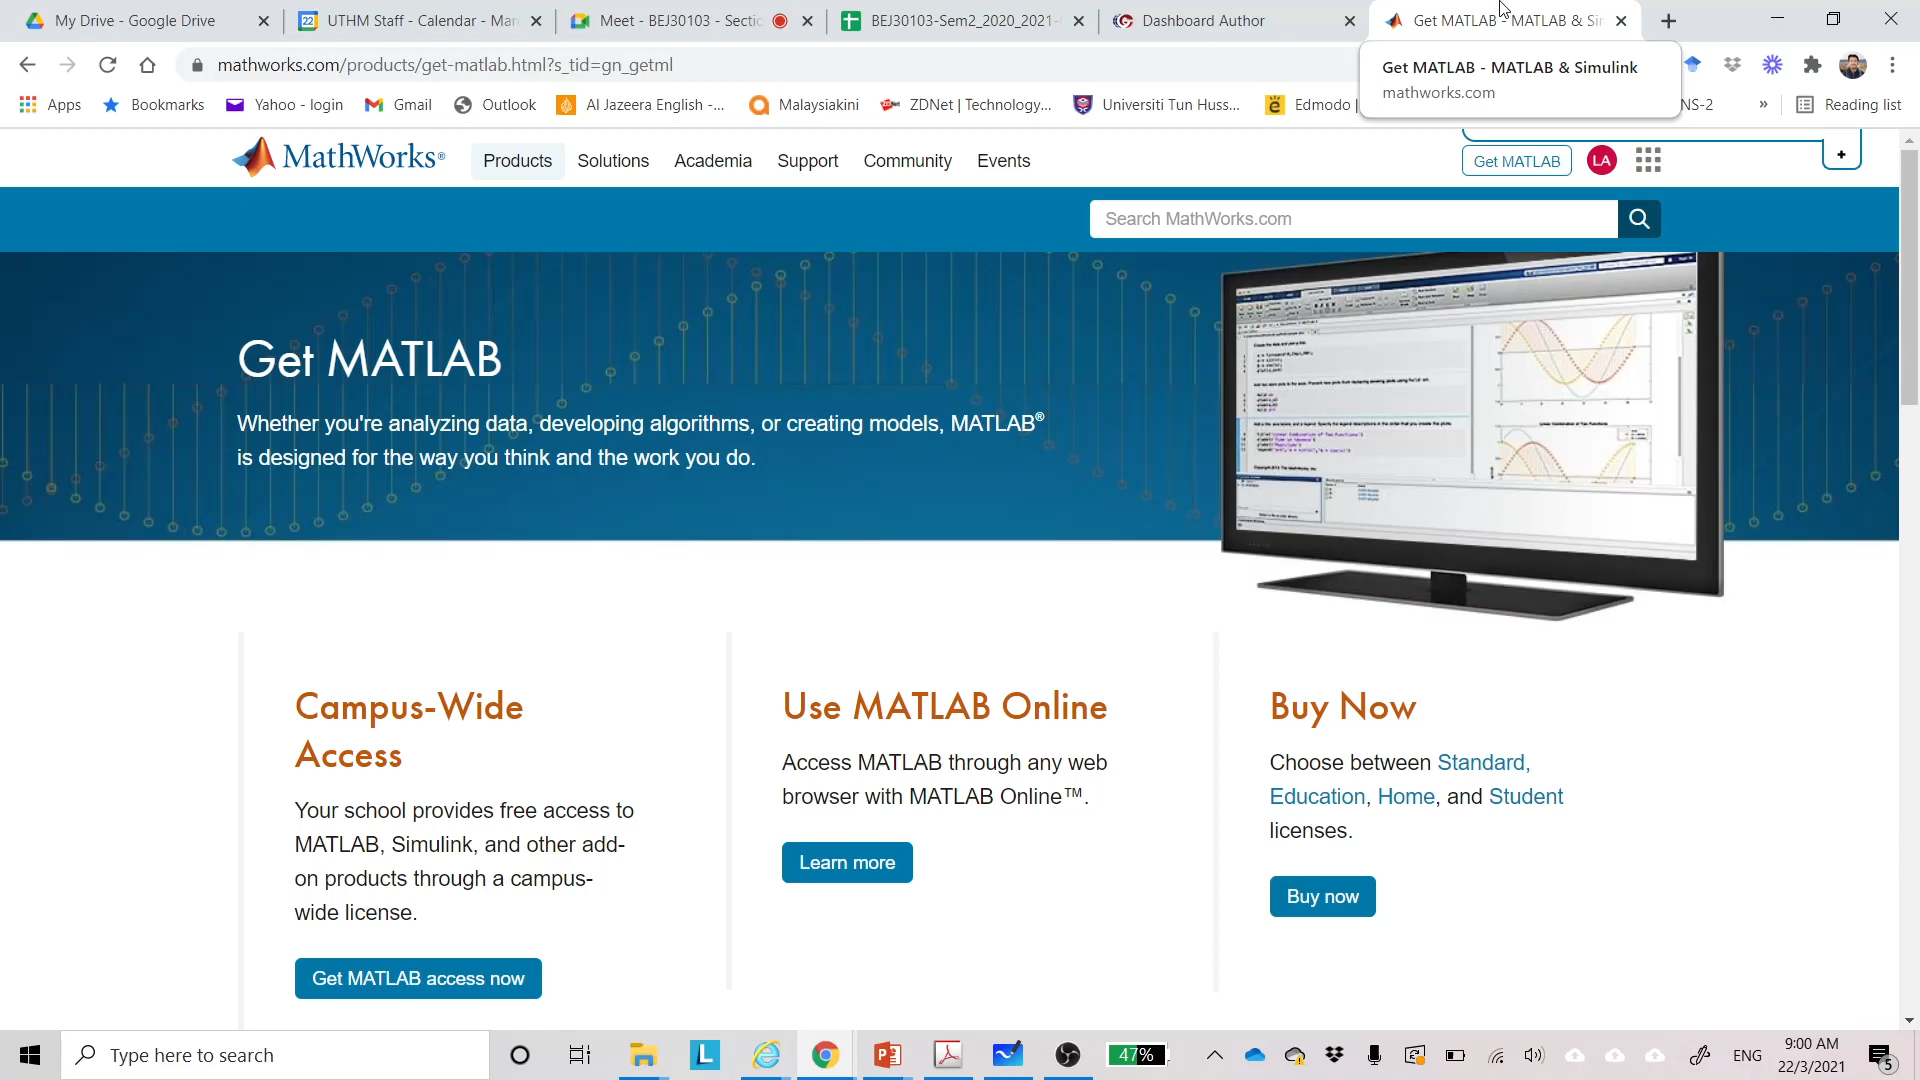 My Drive - Google Drive
UTHM Staff - Calendar - Mar
Meet - BEJ30103 - Sectio
BEJ30103-Sem2_2020_2021-
Dashboard Author
Get MATLAB - MATLAB & Sim
mathworks.com/products/get-matlab.html?s_tid=gn_getml
Get MATLAB - MATLAB & Simulink
mathworks.com
Apps
Bookmarks
Yahoo - login
Gmail
Outlook
Al Jazeera English -...
Malaysiakini
ZDNet | Technology,...
Universiti Tun Huss...
Edmodo |
NS-2
»
Reading list
MathWorks®
Products
Solutions
Academia
Support
Community
Events
Get MATLAB
LA
Search MathWorks.com
Get MATLAB
Whether you're analyzing data, developing algorithms, or creating models, MATLAB®
is designed for the way you think and the work you do.
Campus-Wide
Access
Your school provides free access to
MATLAB, Simulink, and other add-
on products through a campus-
wide license.
Get MATLAB access now
Use MATLAB Online
Access MATLAB through any web
browser with MATLAB Online™.
Learn more
Buy Now
Choose between Standard,
Education, Home, and Student
licenses.
Buy now
Type here to search
47%
ENG
9:00 AM
22/3/2021
5